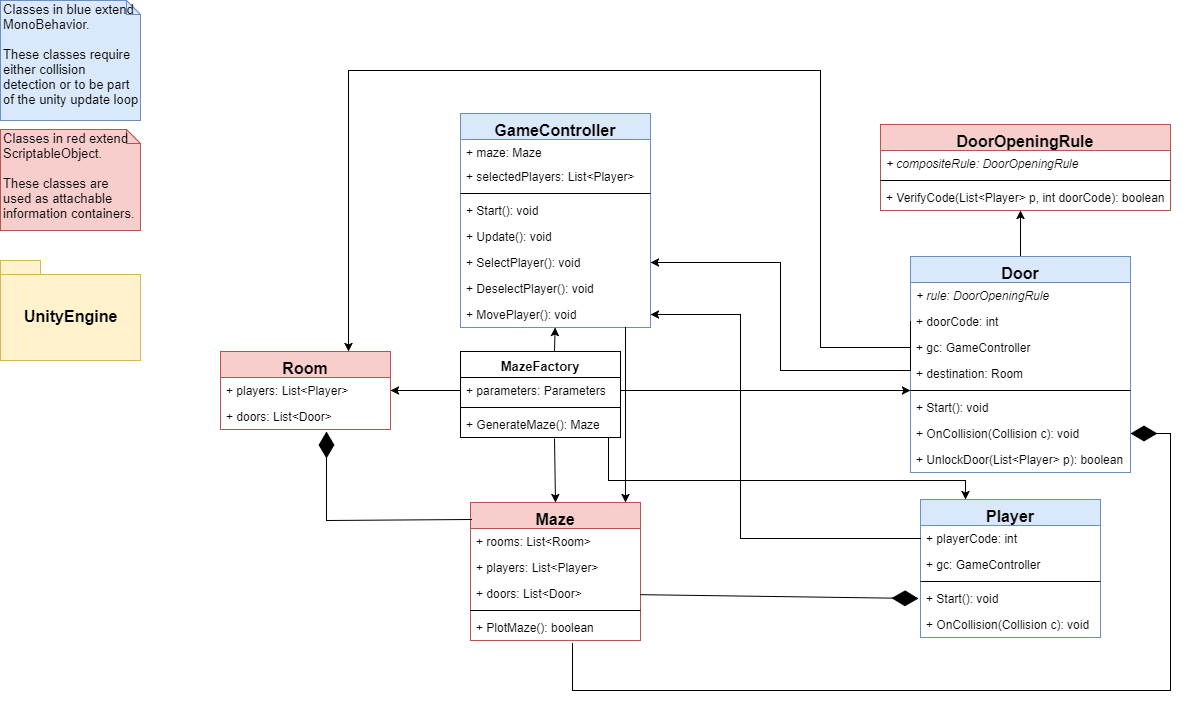 Classes in blue extend
MonoBehavior.
These classes require
either collision
detection or to be part
of the unity update loop
Classes in red extend
ScriptableObject.
These classes are
used as attachable
information containers.
UnityEngine
GameController
+ maze: Maze
+ selectedPlayers: List<Player>
+ Start(): void
+ Update(): void
+ SelectPlayer(): void
+ DeselectPlayer(): void
+ MovePlayer(): void
DoorOpeningRule
+ compositeRule: DoorOpeningRule
+ VerifyCode(List<Player> p, int doorCode): boolean
Door
+ rule: DoorOpeningRule
+ doorCode: int
+ gc: GameController
+ destination: Room
+ Start(): void
+ OnCollision(Collision c): void
+ UnlockDoor(List<Player> p): boolean
Room
+ players: List<Player>
+ doors: List<Door>
MazeFactory
+ parameters: Parameters
+ GenerateMaze(): Maze
Maze
+ rooms: List<Room>
+ players: List<Player>
+ doors: List<Door>
+ PlotMaze(): boolean
Player
+ playerCode: int
+ gc: GameController
+ Start(): void
+ OnCollision(Collision c): void